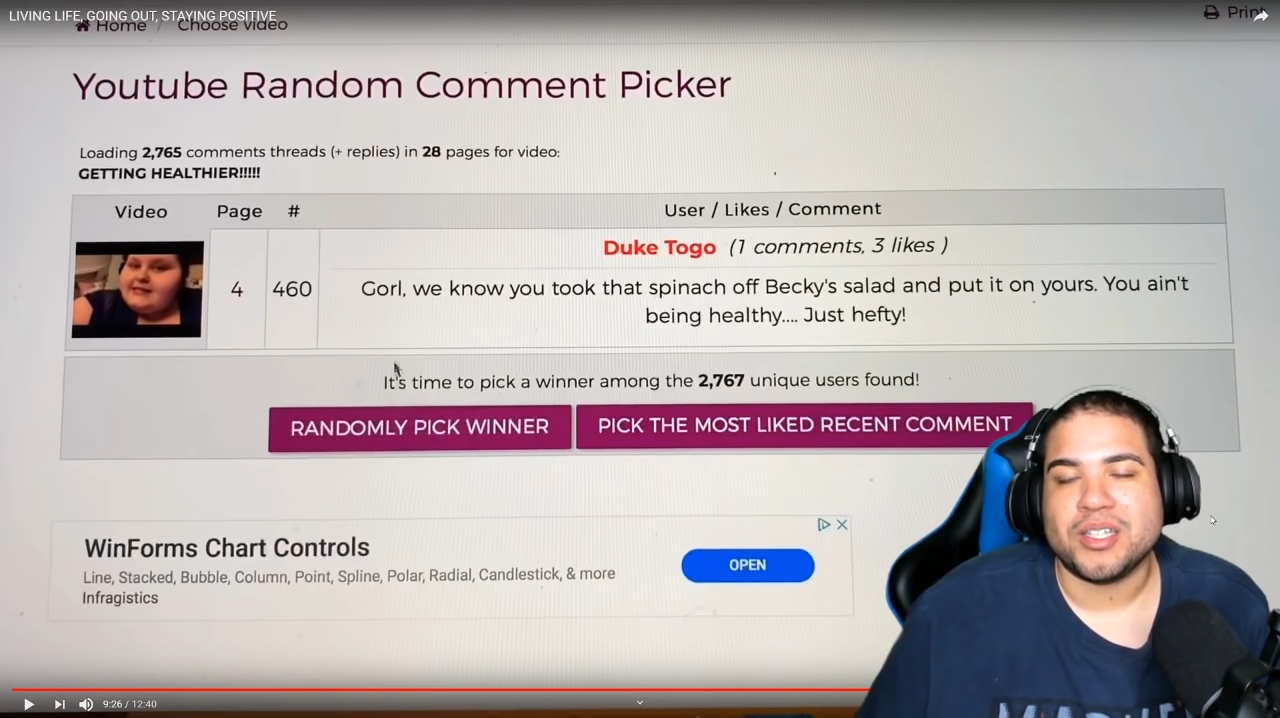 LIVING LIFE, GOING OUT, STAYING POSITIVE
Print
Home / Choose video
Youtube Random Comment Picker
Loading 2,765 comments threads (+ replies) in 28 pages for video:
GETTING HEALTHIER!!!!!
Video Page # User / Likes / Comment
Duke Togo (1 comments, 3 likes )
4 460 Gorl, we know you took that spinach off Becky's salad and put it on yours. You ain't
being healthy.... Just hefty!
It's time to pick a winner among the 2,767 unique users found!
RANDOMLY PICK WINNER PICK THE MOST LIKED RECENT COMMENT
WinForms Chart Controls
Line, Stacked, Bubble, Column, Point, Spline, Polar, Radial, Candlestick, & more
Infragistics
OPEN
9:26 / 12:40